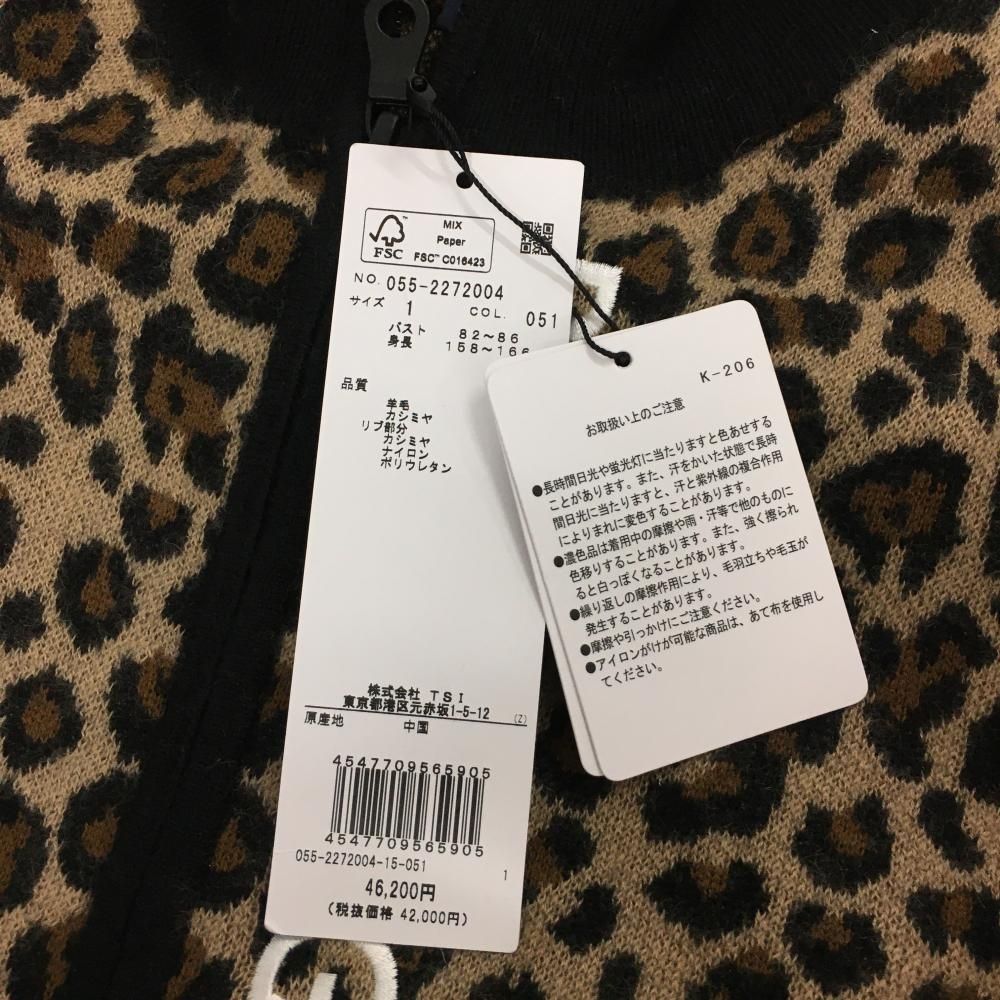 MIX
Paper
FSC™ C016423
FSC
NO. 055-2272004
サイズ 1 COL. 051
バスト 82～86
身長 158～166
品質
羊毛
カシミヤ
リブ部分
カシミヤ
ナイロン
ポリウレタン
株式会社 TSI
東京都港区元赤坂1-5-12 (Z)
原産地 中国
4547709565905
4547709565905
055-2272004-15-051 1
46,200円
(税抜価格 42,000円)
K-206
お取扱い上のご注意
●長時間日光や蛍光灯に当たりますと色あせする
ことがあります。また、汗をかいた状態で長時
間日光に当たりますと、汗と紫外線の複合作用
によりまれに変色することがあります。
●濃色品は着用中の摩擦や雨・汗等で他のものに
色移りすることがあります。また、強く擦られ
ると白っぽくなることがあります。
●繰り返しの摩擦作用により、毛羽立ちや毛玉が
発生することがあります。
●摩擦や引っかけにご注意ください。
●アイロンがけが可能な商品は、あて布を使用し
てください。